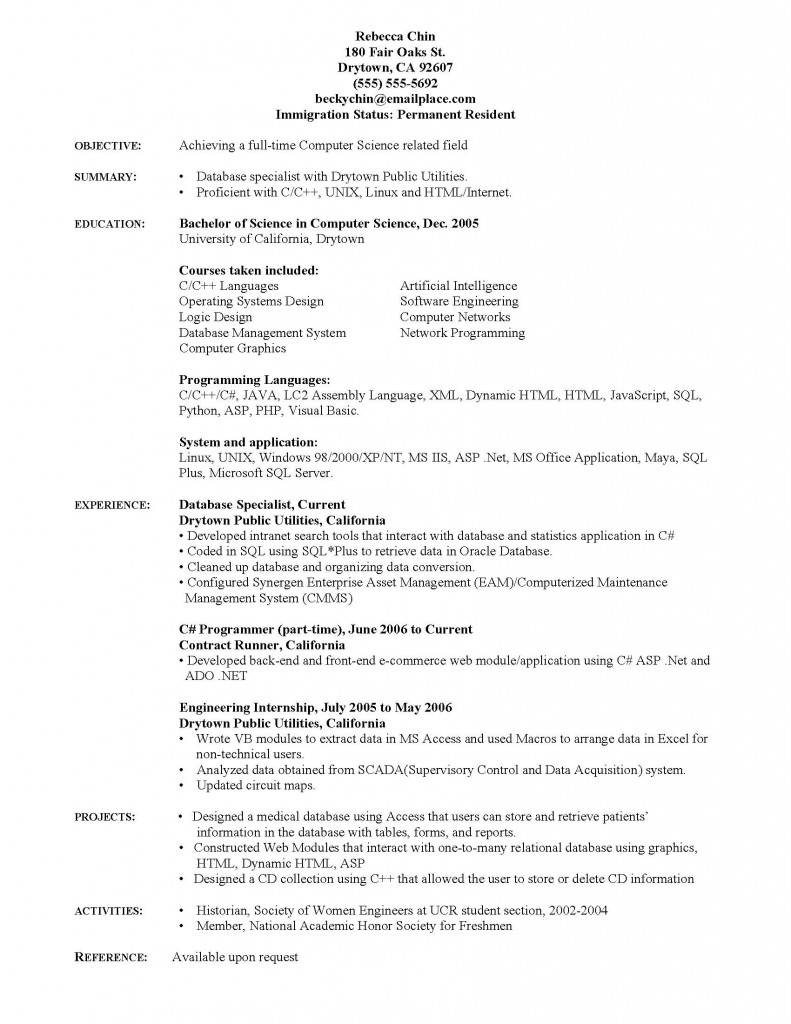 Rebecca Chin
180 Fair Oaks St.
Drytown, CA 92607
(555) 555-5692
beckychin@emailplace.com
Immigration Status: Permanent Resident
OBJECTIVE: Achieving a full-time Computer Science related field
SUMMARY: • Database specialist with Drytown Public Utilities.
• Proficient with C/C++, UNIX, Linux and HTML/Internet.
EDUCATION: Bachelor of Science in Computer Science, Dec. 2005
University of California, Drytown
Courses taken included:
C/C++ Languages Artificial Intelligence
Operating Systems Design Software Engineering
Logic Design Computer Networks
Database Management System Network Programming
Computer Graphics
Programming Languages:
C/C++/C#, JAVA, LC2 Assembly Language, XML, Dynamic HTML, HTML, JavaScript, SQL,
Python, ASP, PHP, Visual Basic.
System and application:
Linux, UNIX, Windows 98/2000/XP/NT, MS IIS, ASP .Net, MS Office Application, Maya, SQL
Plus, Microsoft SQL Server.
EXPERIENCE: Database Specialist, Current
Drytown Public Utilities, California
• Developed intranet search tools that interact with database and statistics application in C#
• Coded in SQL using SQL*Plus to retrieve data in Oracle Database.
• Cleaned up database and organizing data conversion.
• Configured Synergen Enterprise Asset Management (EAM)/Computerized Maintenance
Management System (CMMS)
C# Programmer (part-time), June 2006 to Current
Contract Runner, California
• Developed back-end and front-end e-commerce web module/application using C# ASP .Net and
ADO .NET
Engineering Internship, July 2005 to May 2006
Drytown Public Utilities, California
• Wrote VB modules to extract data in MS Access and used Macros to arrange data in Excel for
non-technical users.
• Analyzed data obtained from SCADA(Supervisory Control and Data Acquisition) system.
• Updated circuit maps.
PROJECTS: • Designed a medical database using Access that users can store and retrieve patients’
information in the database with tables, forms, and reports.
• Constructed Web Modules that interact with one-to-many relational database using graphics,
HTML, Dynamic HTML, ASP
• Designed a CD collection using C++ that allowed the user to store or delete CD information
ACTIVITIES: • Historian, Society of Women Engineers at UCR student section, 2002-2004
• Member, National Academic Honor Society for Freshmen
REFERENCE: Available upon request